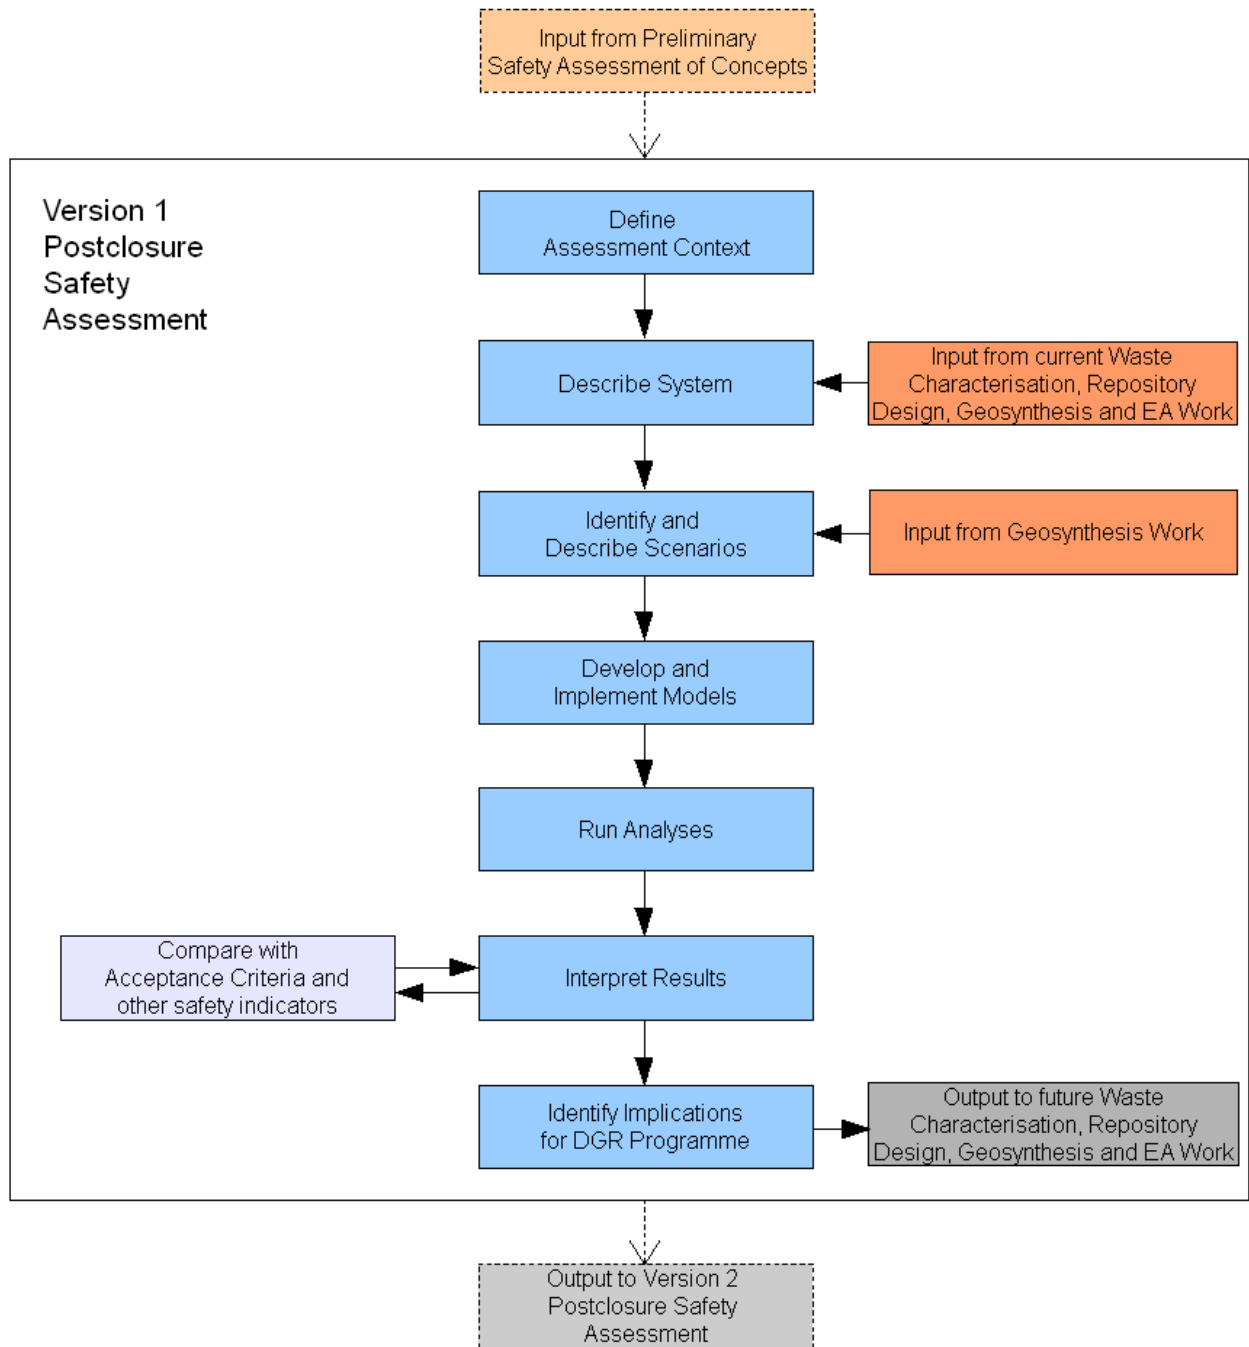 Input from Preliminary
Safety Assessment of Concepts
Version 1
Postclosure
Safety
Assessment
Define
Assessment Context
Describe System
Input from current Waste
Characterisation, Repository
Design, Geosynthesis and EA Work
Identify and
Describe Scenarios
Input from Geosynthesis Work
Develop and
Implement Models
Run Analyses
Compare with
Acceptance Criteria and
other safety indicators
Interpret Results
Identify Implications
for DGR Programme
Output to future Waste
Characterisation, Repository
Design, Geosynthesis and EA Work
Output to Version 2
Postclosure Safety
Assessment